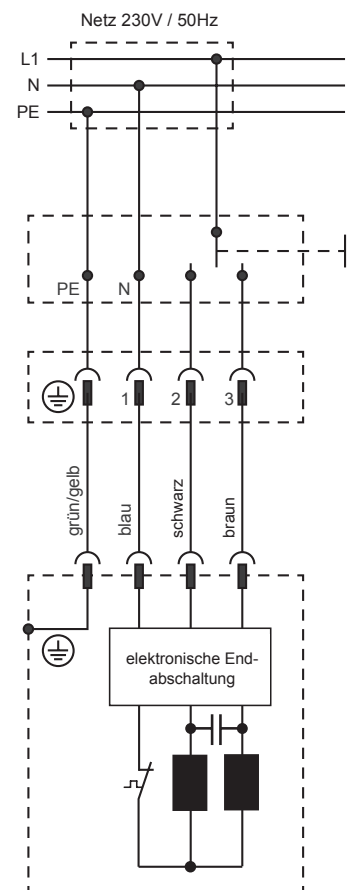 Netz 230V / 50Hz
L1
N
PE
PE N
1 2 3
grün/gelb
blau
schwarz
braun
elektronische End-
abschaltung